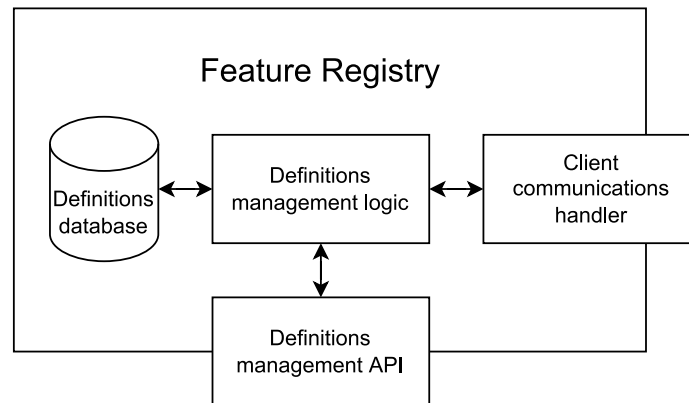 Feature Registry
Definitions
database
Definitions
management logic
Client
communications
handler
Definitions
management API